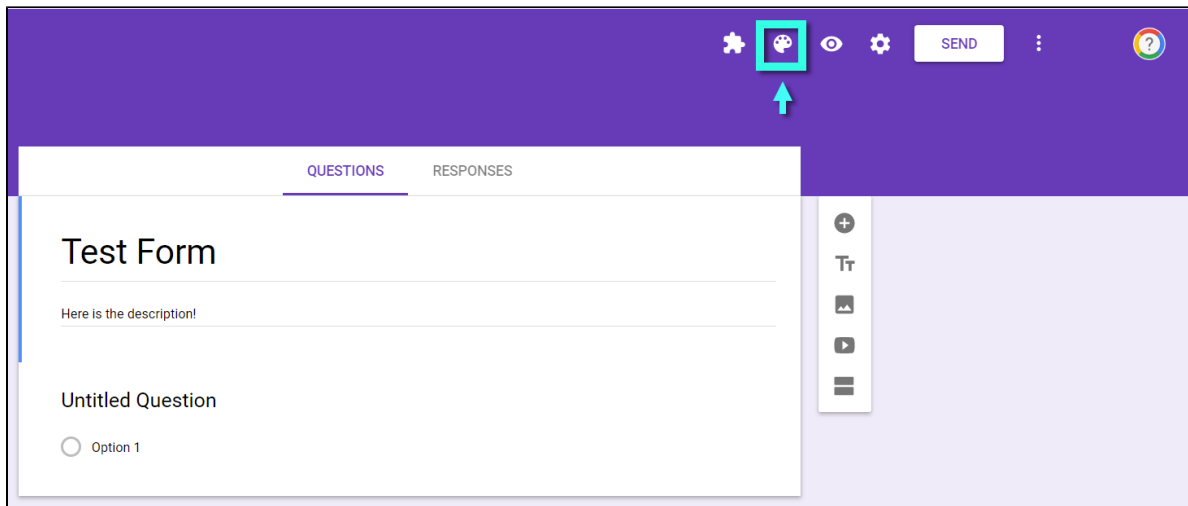 SEND
QUESTIONS RESPONSES
Test Form
Here is the description!
Untitled Question
Option 1